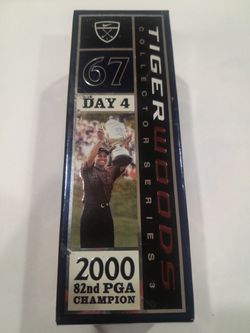 67
DAY 4
2000
82nd PGA
CHAMPION
TIGER WOODS
COLLECTOR SERIES 3